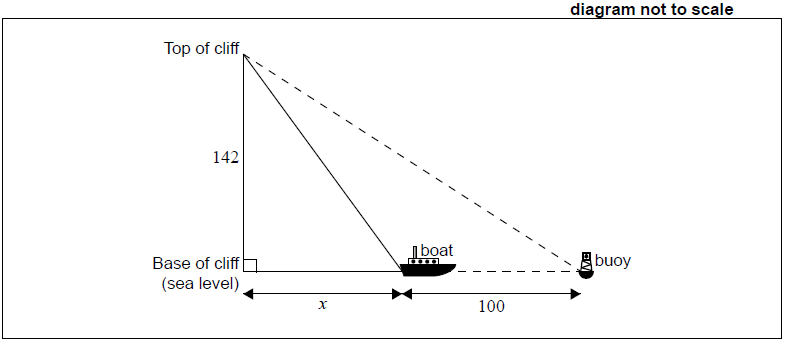 diagram not to scale
Top of cliff
142
boat
Base of cliff
(sea level)
buoy
x
100